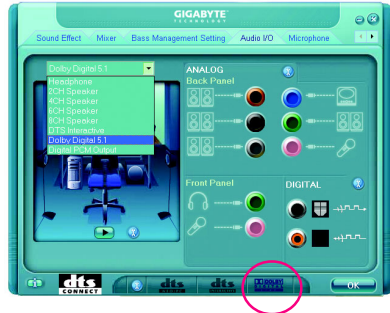 GIGABYTE
TECHNOLOGY
Sound Effect Mixer Bass Management Setting Audio I/O Microphone
Dolby Digital 5.1
Headphone
2CH Speaker
4CH Speaker
6CH Speaker
8CH Speaker
DTS Interactive
Dolby Digital 5.1
Digital PCM Output
ANALOG
Back Panel
Front Panel
DIGITAL
dts
CONNECT
dts
dts
DOLBY
OK